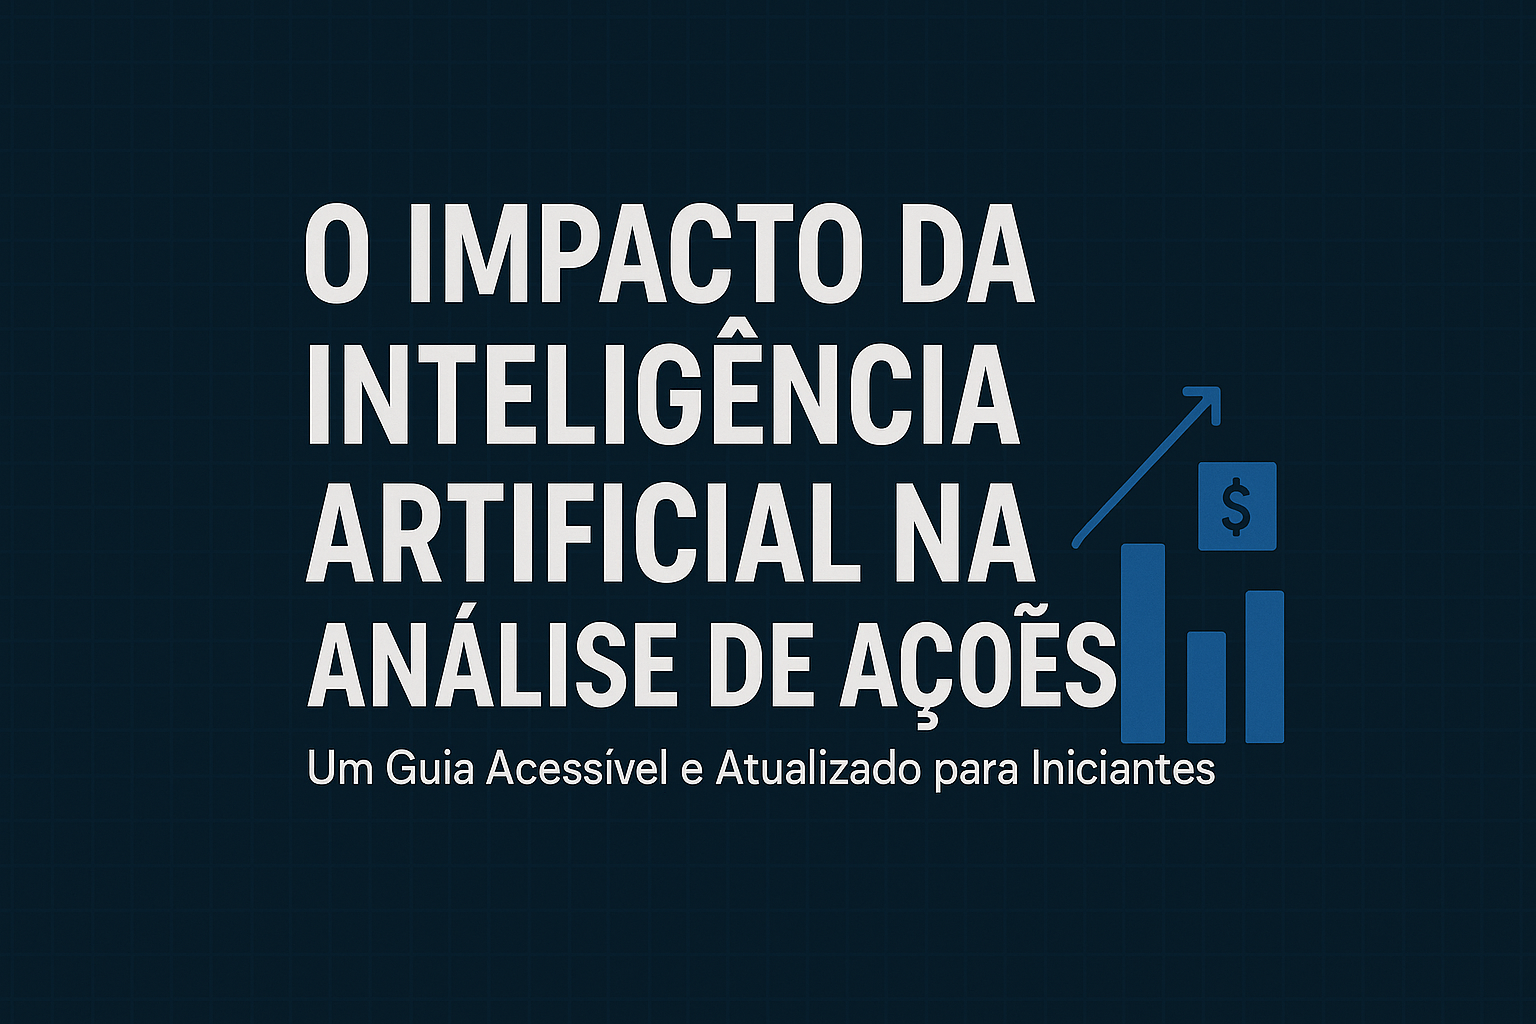 O IMPACTO DA
INTELIGÊNCIA
ARTIFICIAL NA
ANÁLISE DE AÇÕES
Um Guia Acessível e Atualizado para Iniciantes
$